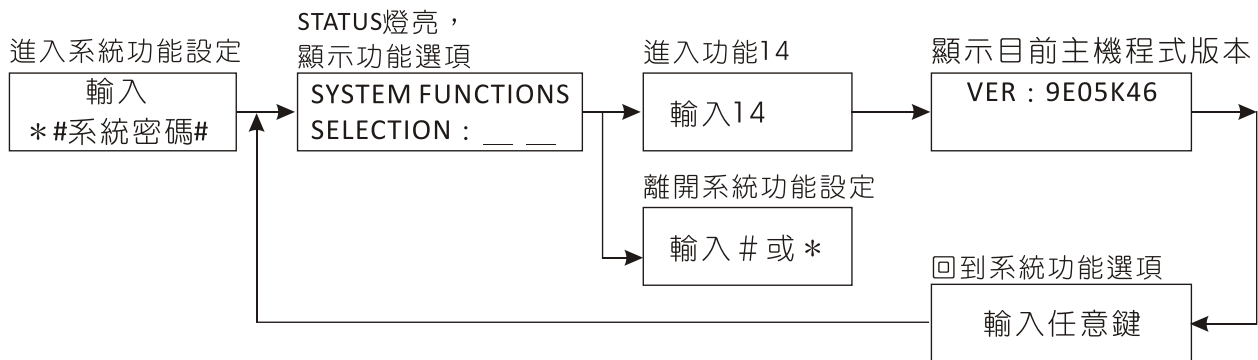 進入系統功能設定
輸入
＊#系統密碼#
STATUS燈亮，
顯示功能選項
SYSTEM FUNCTIONS
SELECTION：__ __
進入功能14
輸入14
顯示目前主機程式版本
VER：9E05K46
離開系統功能設定
輸入＃或＊
回到系統功能選項
輸入任意鍵